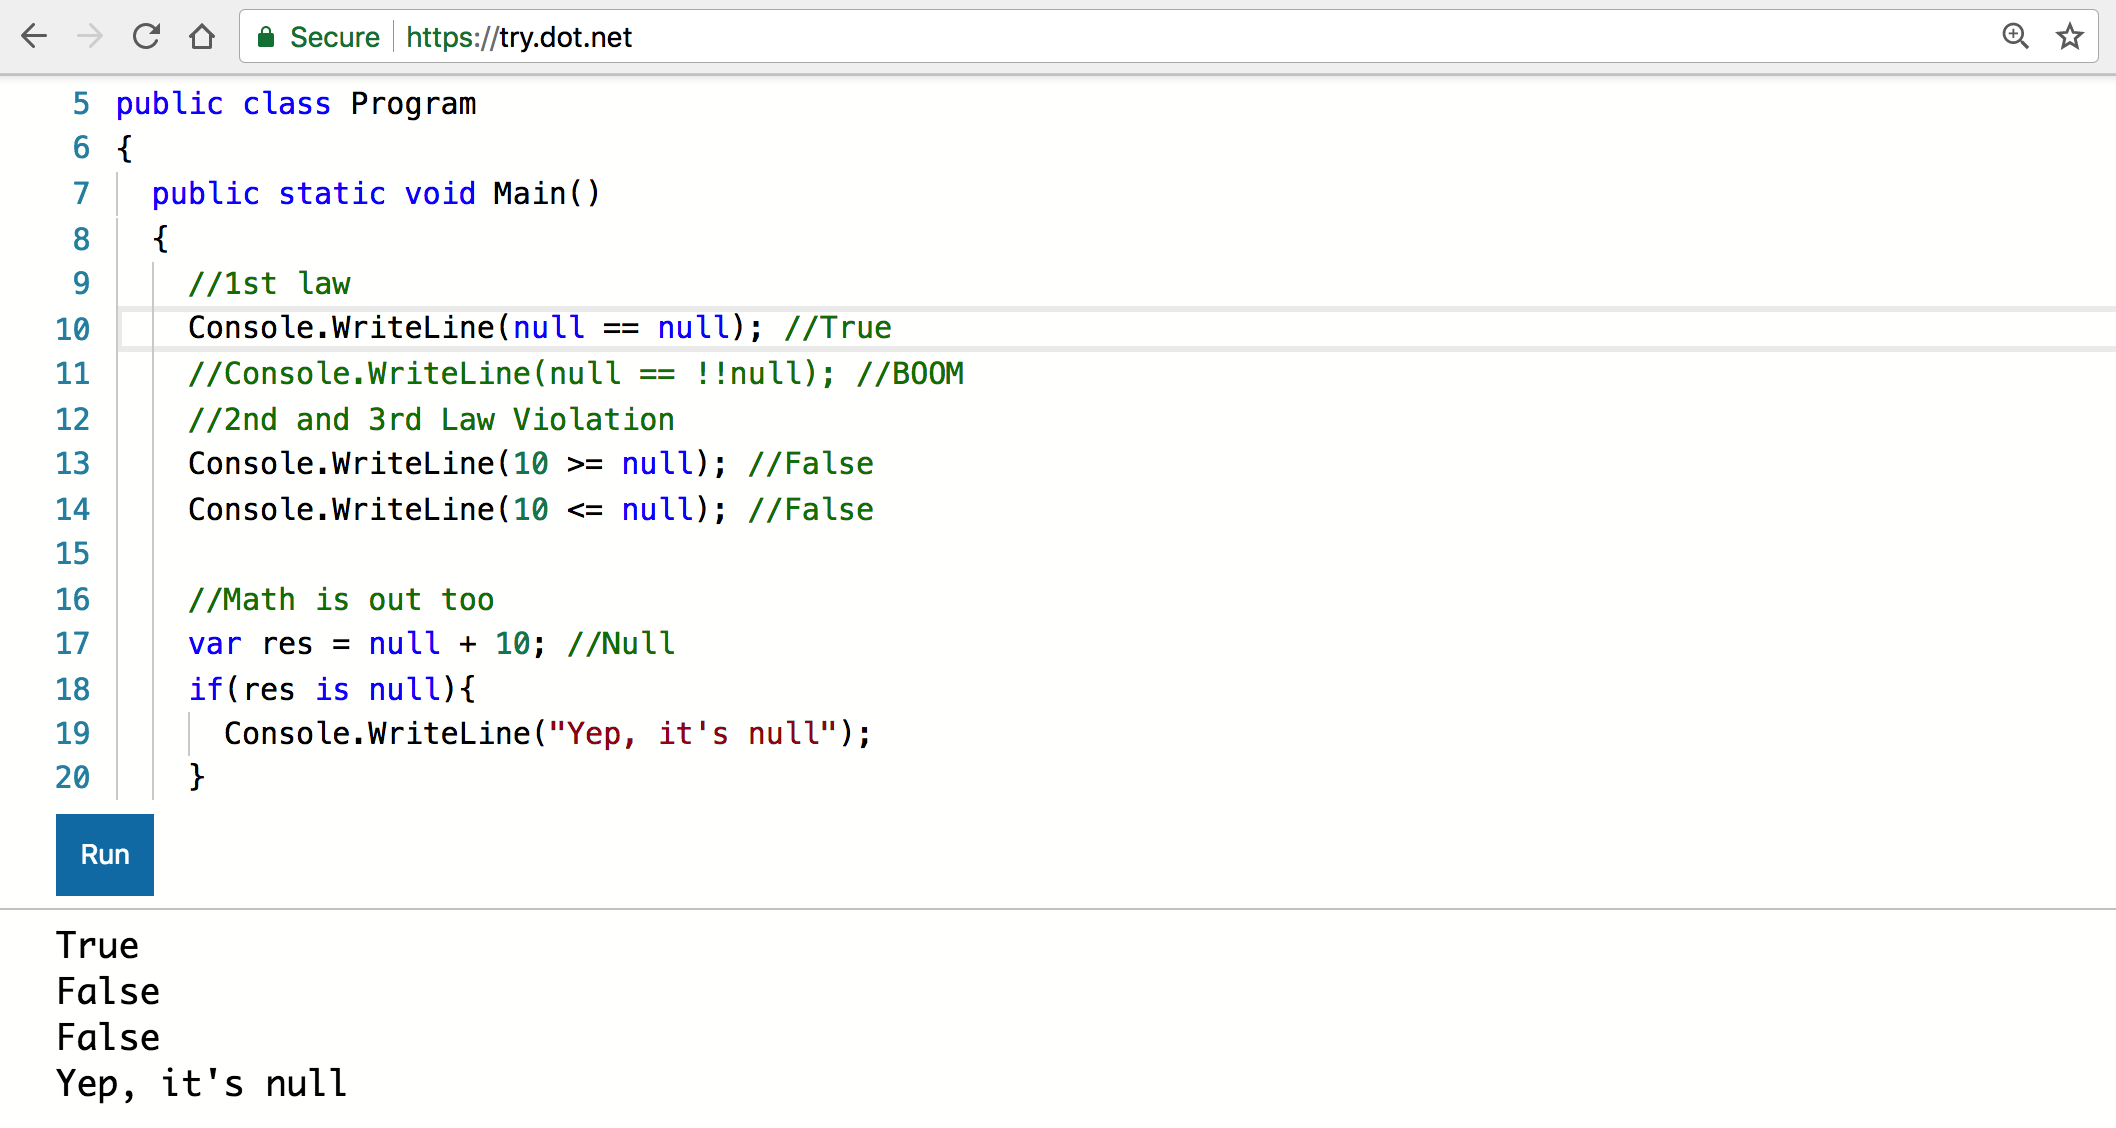 Secure https://try.dot.net
5 public class Program
6 {
7 public static void Main()
8 {
9 //1st law
10 Console.WriteLine(null == null); //True
11 //Console.WriteLine(null == !!null); //BOOM
12 //2nd and 3rd Law Violation
13 Console.WriteLine(10 >= null); //False
14 Console.WriteLine(10 <= null); //False
15
16 //Math is out too
17 var res = null + 10; //Null
18 if(res is null){
19 Console.WriteLine("Yep, it's null");
20 }
Run
True
False
False
Yep, it's null